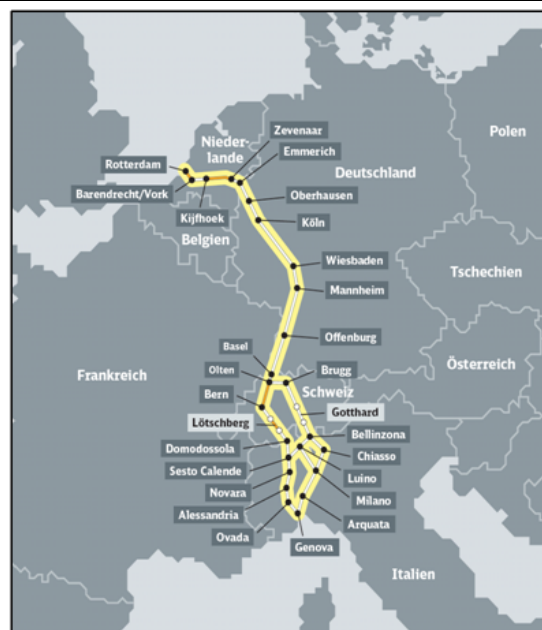 Polen
Zevenaar
Nieder-
lande
Emmerich
Rotterdam
Deutschland
Barendrecht/Vork
Oberhausen
Kijfhoek
Köln
Belgien
Wiesbaden
Tschechien
Mannheim
Offenburg
Basel
Österreich
Olten
Brugg
Frankreich
Schweiz
Bern
Gotthard
Lötschberg
Bellinzona
Domodossola
Chiasso
Sesto Calende
Luino
Novara
Milano
Alessandria
Arquata
Ovada
Genova
Italien